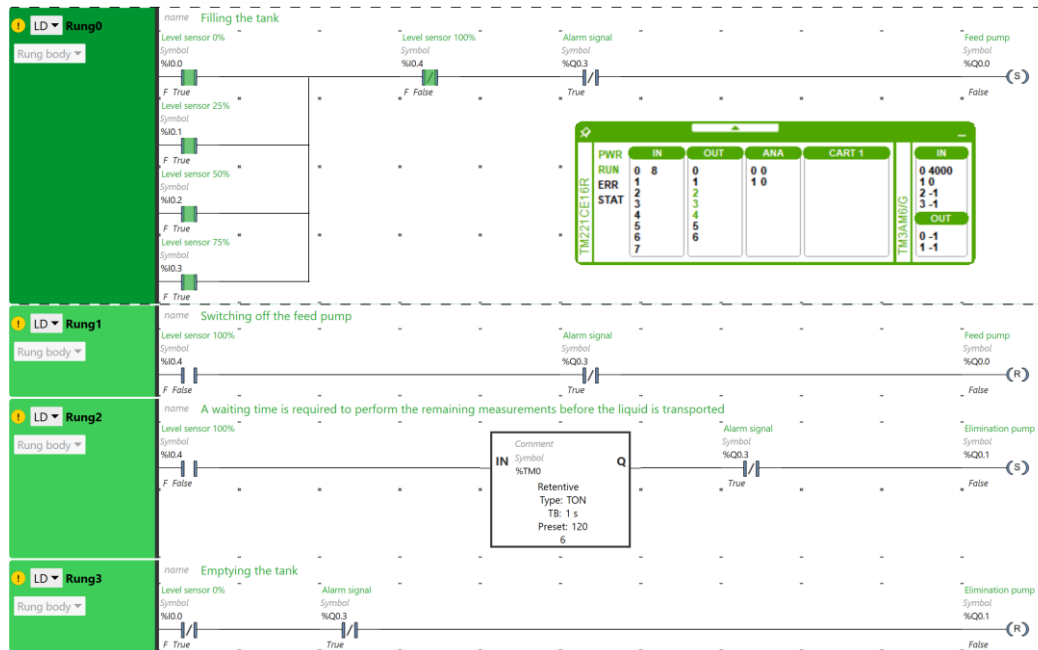 LD Rung0
Rung body
name Filling the tank
Level sensor 0% Level sensor 100% Alarm signal Feed pump
Symbol Symbol Symbol Symbol
%I0.0 %I0.4 %Q0.3 %Q0.0
S
F True F False True False
Level sensor 25%
Symbol
%I0.1
F True
Level sensor 50%
Symbol
%I0.2
F True
Level sensor 75%
Symbol
%I0.3
F True
TM221CE16R
PWR
RUN
ERR
STAT
IN
0 8
1
2
3
4
5
6
7
OUT
0
1
2
3
4
5
6
ANA
0 0
1 0
CART 1
TM3AM6/G
IN
0 4000
1 0
2 -1
3 -1
OUT
0 -1
1 -1
LD Rung1
Rung body
name Switching off the feed pump
Level sensor 100% Alarm signal Feed pump
Symbol Symbol Symbol
%I0.4 %Q0.3 %Q0.0
R
F False True False
LD Rung2
Rung body
name A waiting time is required to perform the remaining measurements before the liquid is transported
Level sensor 100% Alarm signal Elimination pump
Symbol Symbol Symbol
%I0.4 %Q0.3 %Q0.1
S
F False True False
Comment
IN Symbol Q
%TM0
Retentive
Type: TON
TB: 1 s
Preset: 120
6
LD Rung3
Rung body
name Emptying the tank
Level sensor 0% Alarm signal Elimination pump
Symbol Symbol Symbol
%I0.0 %Q0.3 %Q0.1
R
F True True False